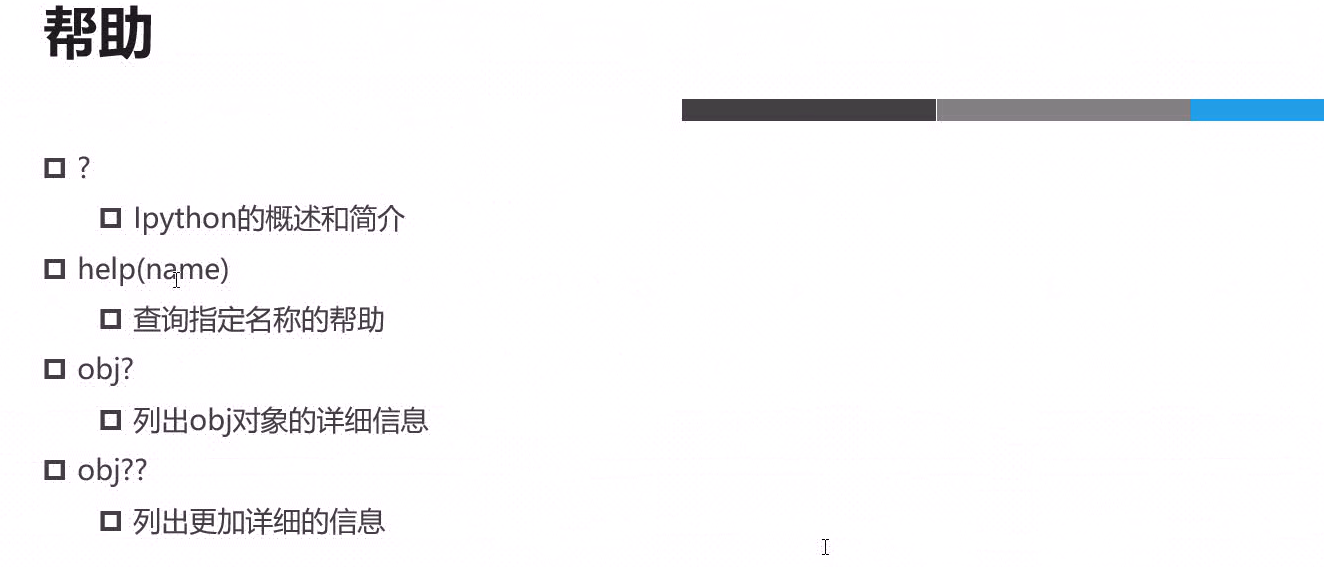 帮助
?
Ipython的概述和简介
help(name)
查询指定名称的帮助
obj?
列出obj对象的详细信息
obj??
列出更加详细的信息